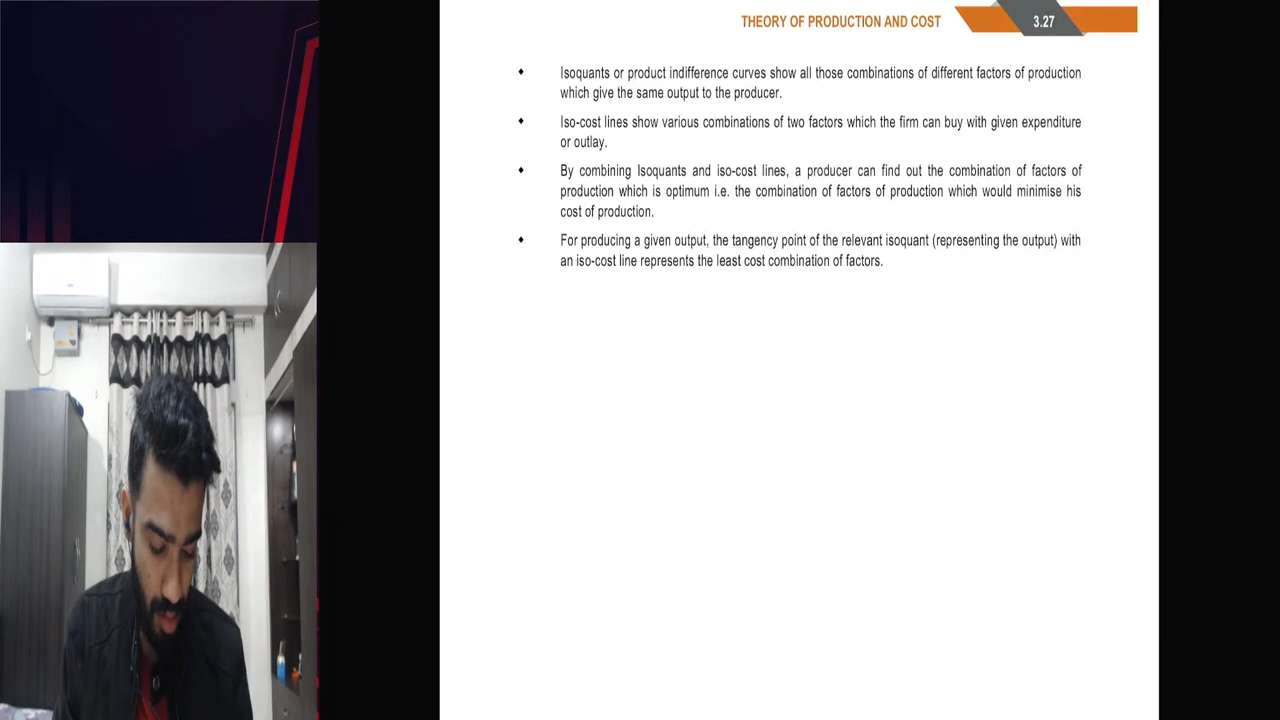 THEORY OF PRODUCTION AND COST 3.27
♦ Isoquants or product indifference curves show all those combinations of different factors of production
which give the same output to the producer.
♦ Iso-cost lines show various combinations of two factors which the firm can buy with given expenditure
or outlay.
♦ By combining Isoquants and iso-cost lines, a producer can find out the combination of factors of
production which is optimum i.e. the combination of factors of production which would minimise his
cost of production.
♦ For producing a given output, the tangency point of the relevant isoquant (representing the output) with
an iso-cost line represents the least cost combination of factors.